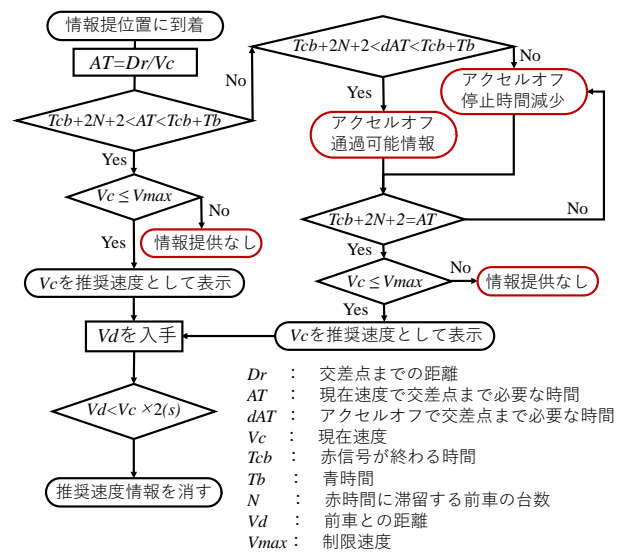 情報提位置に到着
AT=Dr/Vc
No
Tcb+2N+2<AT<Tcb+Tb
Yes
Vc≤Vmax
No
Yes
情報提供なし
Vcを推奨速度として表示
Vdを入手
Vd<Vc×2(s)
推奨速度情報を消す
Tcb+2N+2<dAT<Tcb+Tb
No
Yes
アクセルオフ
停止時間減少
アクセルオフ
通過可能情報
Tcb+2N+2=AT
No
Yes
Vc≤Vmax
No
情報提供なし
Yes
Vcを推奨速度として表示
Dr : 交差点までの距離
AT : 現在速度で交差点まで必要な時間
dAT : アクセルオフで交差点まで必要な時間
Vc : 現在速度
Tcb : 赤信号が終わる時間
Tb : 青時間
N : 赤時間に滞留する前車の台数
Vd : 前車との距離
Vmax: 制限速度